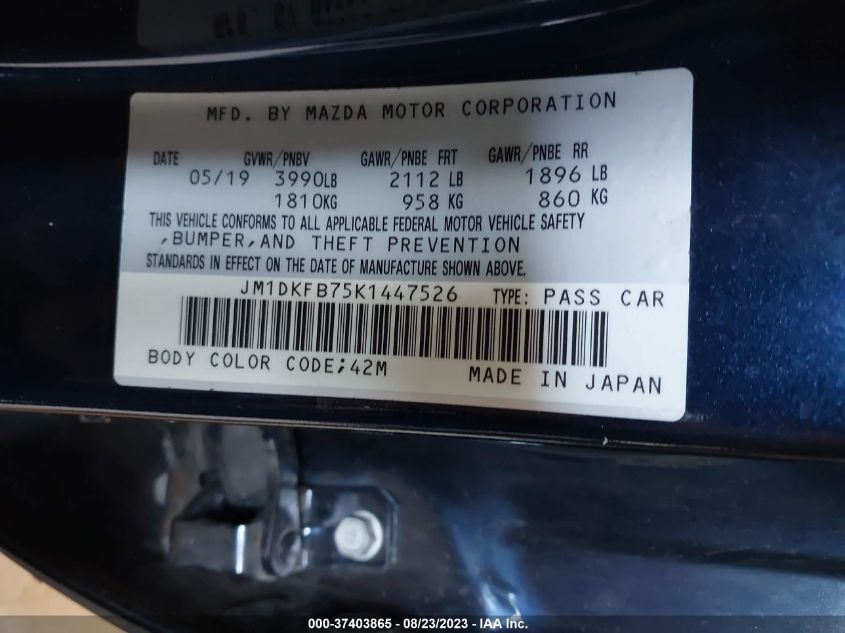 MFD. BY MAZDA MOTOR CORPORATION
DATE GVWR/PNBV GAWR/PNBE FRT GAWR/PNBE RR
05/19 3990LB 2112 LB 1896 LB
1810KG 958 KG 860 KG
THIS VEHICLE CONFORMS TO ALL APPLICABLE FEDERAL MOTOR VEHICLE SAFETY
,BUMPER,AND THEFT PREVENTION
STANDARDS IN EFFECT ON THE DATE OF MANUFACTURE SHOWN ABOVE.
JM1DKFB75K1447526 TYPE: PASS CAR
BODY COLOR CODE;42M
MADE IN JAPAN
000-37403865 - 08/23/2023 - IAA Inc.